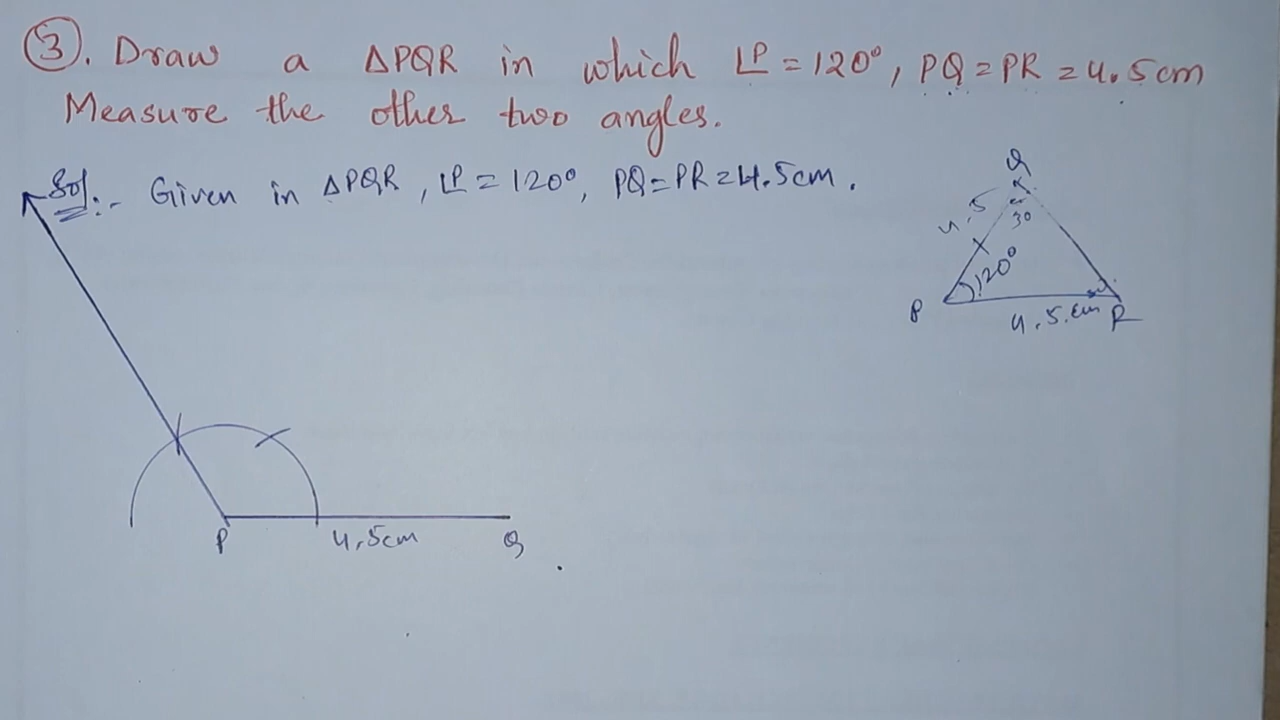 3. Draw a ΔPQR in which ∠P = 120°, PQ = PR = 4.5cm
Measure the other two angles.
Sol:- Given in ΔPQR, ∠P = 120°, PQ = PR = 4.5cm.
Q
4.5
30
120°
P
4.5cm
R
P
4.5cm
Q